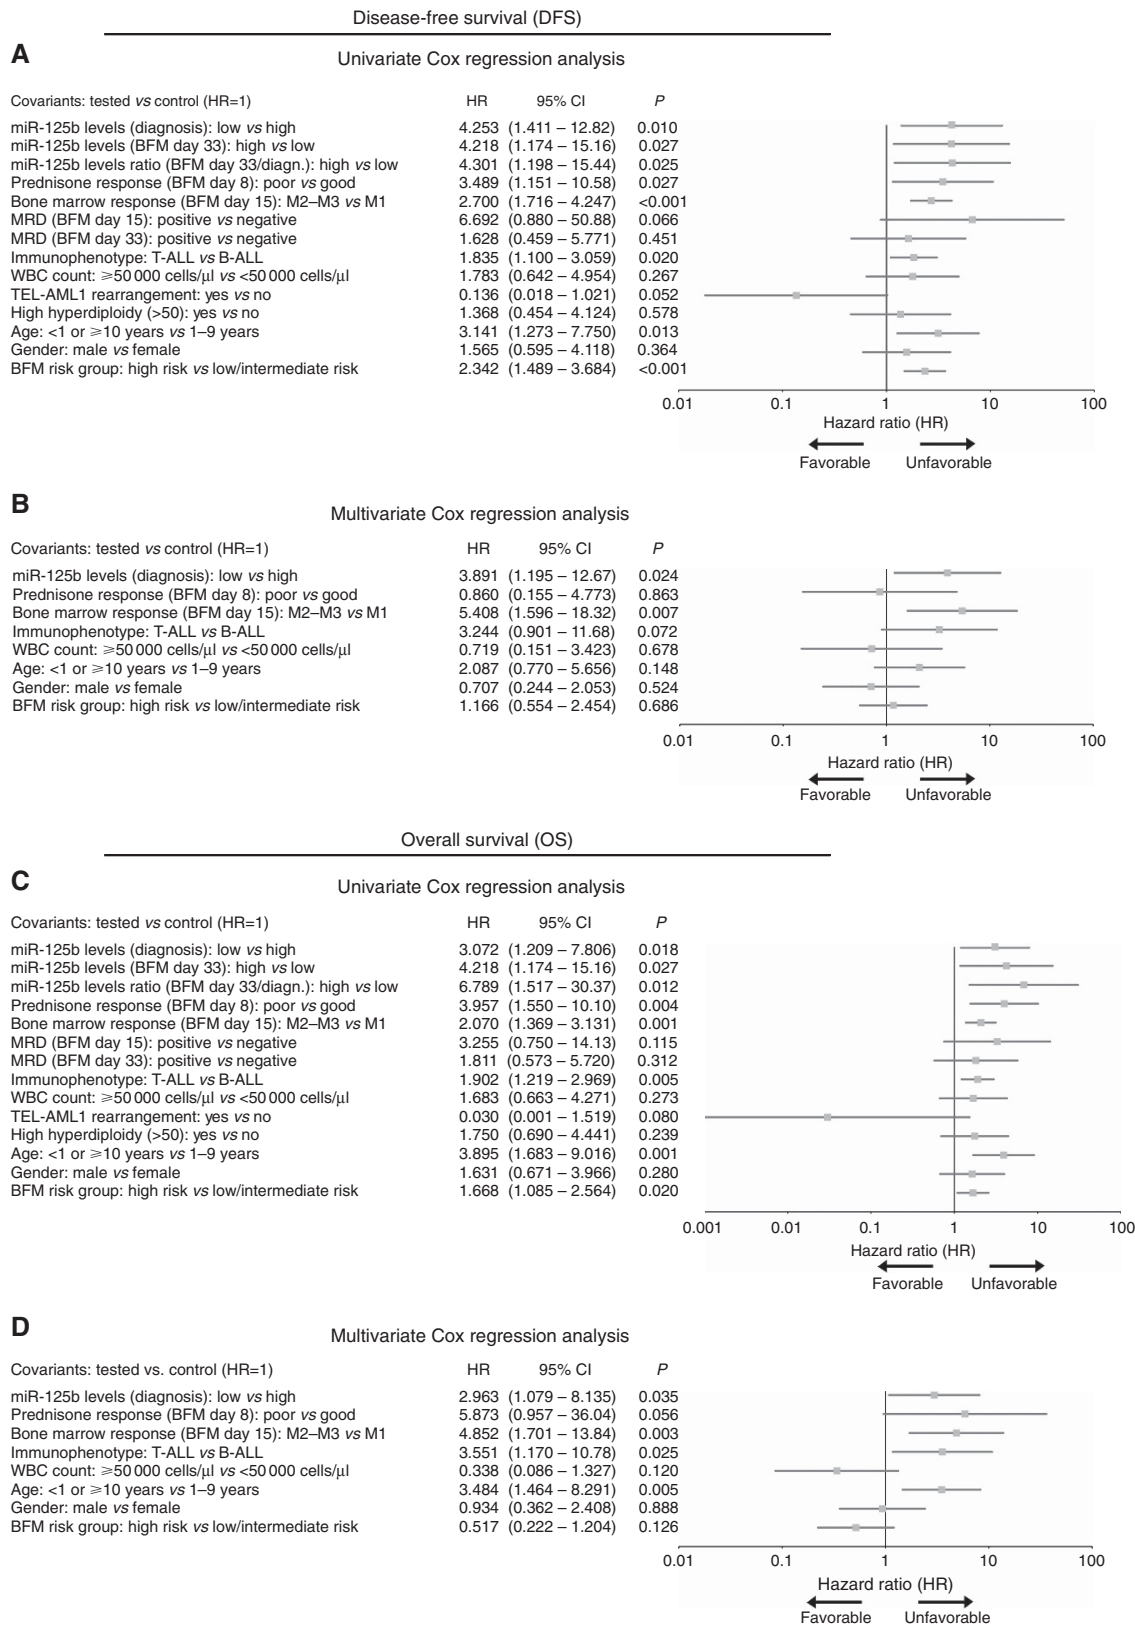 Disease-free survival (DFS)
A
Univariate Cox regression analysis
Covariants: tested vs control (HR=1) HR 95% CI P
miR-125b levels (diagnosis): low vs high 4.253 (1.411 – 12.82) 0.010
miR-125b levels (BFM day 33): high vs low 4.218 (1.174 – 15.16) 0.027
miR-125b levels ratio (BFM day 33/diagn.): high vs low 4.301 (1.198 – 15.44) 0.025
Prednisone response (BFM day 8): poor vs good 3.489 (1.151 – 10.58) 0.027
Bone marrow response (BFM day 15): M2–M3 vs M1 2.700 (1.716 – 4.247) <0.001
MRD (BFM day 15): positive vs negative 6.692 (0.880 – 50.88) 0.066
MRD (BFM day 33): positive vs negative 1.628 (0.459 – 5.771) 0.451
Immunophenotype: T-ALL vs B-ALL 1.835 (1.100 – 3.059) 0.020
WBC count: ⩾50 000 cells/μl vs <50 000 cells/μl 1.783 (0.642 – 4.954) 0.267
TEL-AML1 rearrangement: yes vs no 0.136 (0.018 – 1.021) 0.052
High hyperdiploidy (>50): yes vs no 1.368 (0.454 – 4.124) 0.578
Age: <1 or ⩾10 years vs 1–9 years 3.141 (1.273 – 7.750) 0.013
Gender: male vs female 1.565 (0.595 – 4.118) 0.364
BFM risk group: high risk vs low/intermediate risk 2.342 (1.489 – 3.684) <0.001
0.01 0.1 1 10 100
Hazard ratio (HR)
Favorable Unfavorable
B
Multivariate Cox regression analysis
Covariants: tested vs control (HR=1) HR 95% CI P
miR-125b levels (diagnosis): low vs high 3.891 (1.195 – 12.67) 0.024
Prednisone response (BFM day 8): poor vs good 0.860 (0.155 – 4.773) 0.863
Bone marrow response (BFM day 15): M2–M3 vs M1 5.408 (1.596 – 18.32) 0.007
Immunophenotype: T-ALL vs B-ALL 3.244 (0.901 – 11.68) 0.072
WBC count: ⩾50 000 cells/μl vs <50 000 cells/μl 0.719 (0.151 – 3.423) 0.678
Age: <1 or ⩾10 years vs 1–9 years 2.087 (0.770 – 5.656) 0.148
Gender: male vs female 0.707 (0.244 – 2.053) 0.524
BFM risk group: high risk vs low/intermediate risk 1.166 (0.554 – 2.454) 0.686
0.01 0.1 1 10 100
Hazard ratio (HR)
Favorable Unfavorable
Overall survival (OS)
C
Univariate Cox regression analysis
Covariants: tested vs control (HR=1) HR 95% CI P
miR-125b levels (diagnosis): low vs high 3.072 (1.209 – 7.806) 0.018
miR-125b levels (BFM day 33): high vs low 4.218 (1.174 – 15.16) 0.027
miR-125b levels ratio (BFM day 33/diagn.): high vs low 6.789 (1.517 – 30.37) 0.012
Prednisone response (BFM day 8): poor vs good 3.957 (1.550 – 10.10) 0.004
Bone marrow response (BFM day 15): M2–M3 vs M1 2.070 (1.369 – 3.131) 0.001
MRD (BFM day 15): positive vs negative 3.255 (0.750 – 14.13) 0.115
MRD (BFM day 33): positive vs negative 1.811 (0.573 – 5.720) 0.312
Immunophenotype: T-ALL vs B-ALL 1.902 (1.219 – 2.969) 0.005
WBC count: ⩾50 000 cells/μl vs <50 000 cells/μl 1.683 (0.663 – 4.271) 0.273
TEL-AML1 rearrangement: yes vs no 0.030 (0.001 – 1.519) 0.080
High hyperdiploidy (>50): yes vs no 1.750 (0.690 – 4.441) 0.239
Age: <1 or ⩾10 years vs 1–9 years 3.895 (1.683 – 9.016) 0.001
Gender: male vs female 1.631 (0.671 – 3.966) 0.280
BFM risk group: high risk vs low/intermediate risk 1.668 (1.085 – 2.564) 0.020
0.001 0.01 0.1 1 10 100
Hazard ratio (HR)
Favorable Unfavorable
D
Multivariate Cox regression analysis
Covariants: tested vs. control (HR=1) HR 95% CI P
miR-125b levels (diagnosis): low vs high 2.963 (1.079 – 8.135) 0.035
Prednisone response (BFM day 8): poor vs good 5.873 (0.957 – 36.04) 0.056
Bone marrow response (BFM day 15): M2–M3 vs M1 4.852 (1.701 – 13.84) 0.003
Immunophenotype: T-ALL vs B-ALL 3.551 (1.170 – 10.78) 0.025
WBC count: ⩾50 000 cells/μl vs <50 000 cells/μl 0.338 (0.086 – 1.327) 0.120
Age: <1 or ⩾10 years vs 1–9 years 3.484 (1.464 – 8.291) 0.005
Gender: male vs female 0.934 (0.362 – 2.408) 0.888
BFM risk group: high risk vs low/intermediate risk 0.517 (0.222 – 1.204) 0.126
0.01 0.1 1 10 100
Hazard ratio (HR)
Favorable Unfavorable